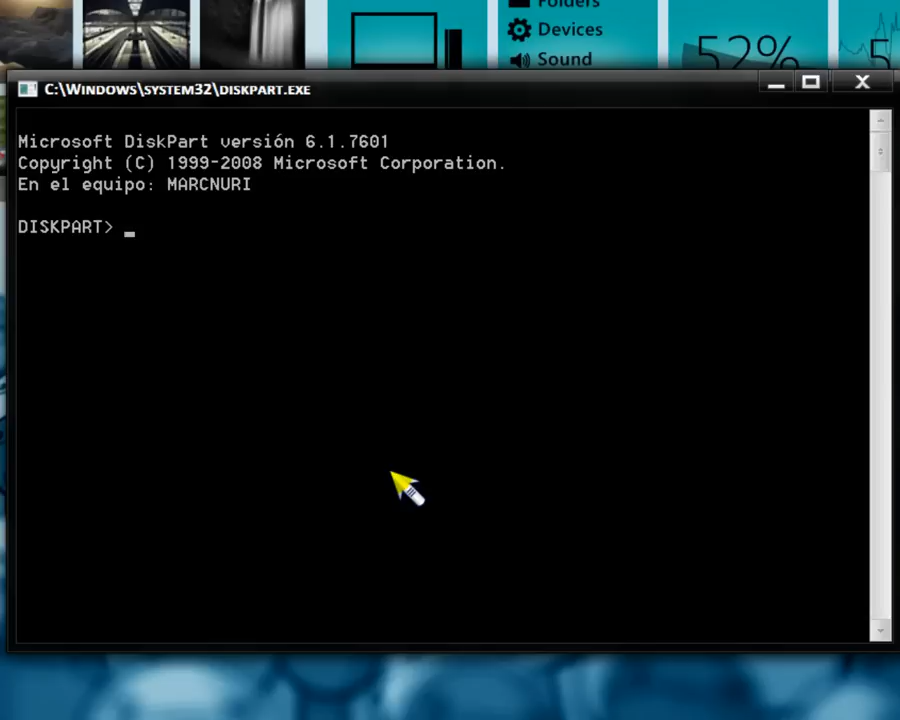 Folders
Devices
Sound
52%
5
C:\Windows\system32\diskpart.exe
Microsoft DiskPart versión 6.1.7601
Copyright (C) 1999-2008 Microsoft Corporation.
En el equipo: MARCNURI
DISKPART> _